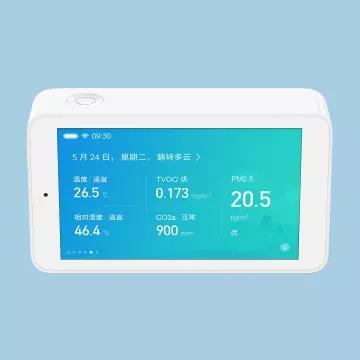 09:30
5 月 24 日，星期二，晴转多云 >
温度 | 适宜
26.5 ℃
TVOC 优
0.173 mg/m³
PM2.5
20.5
μg/m³
优
相对湿度 | 适宜
46.4 %
CO2a 正常
900 ppm